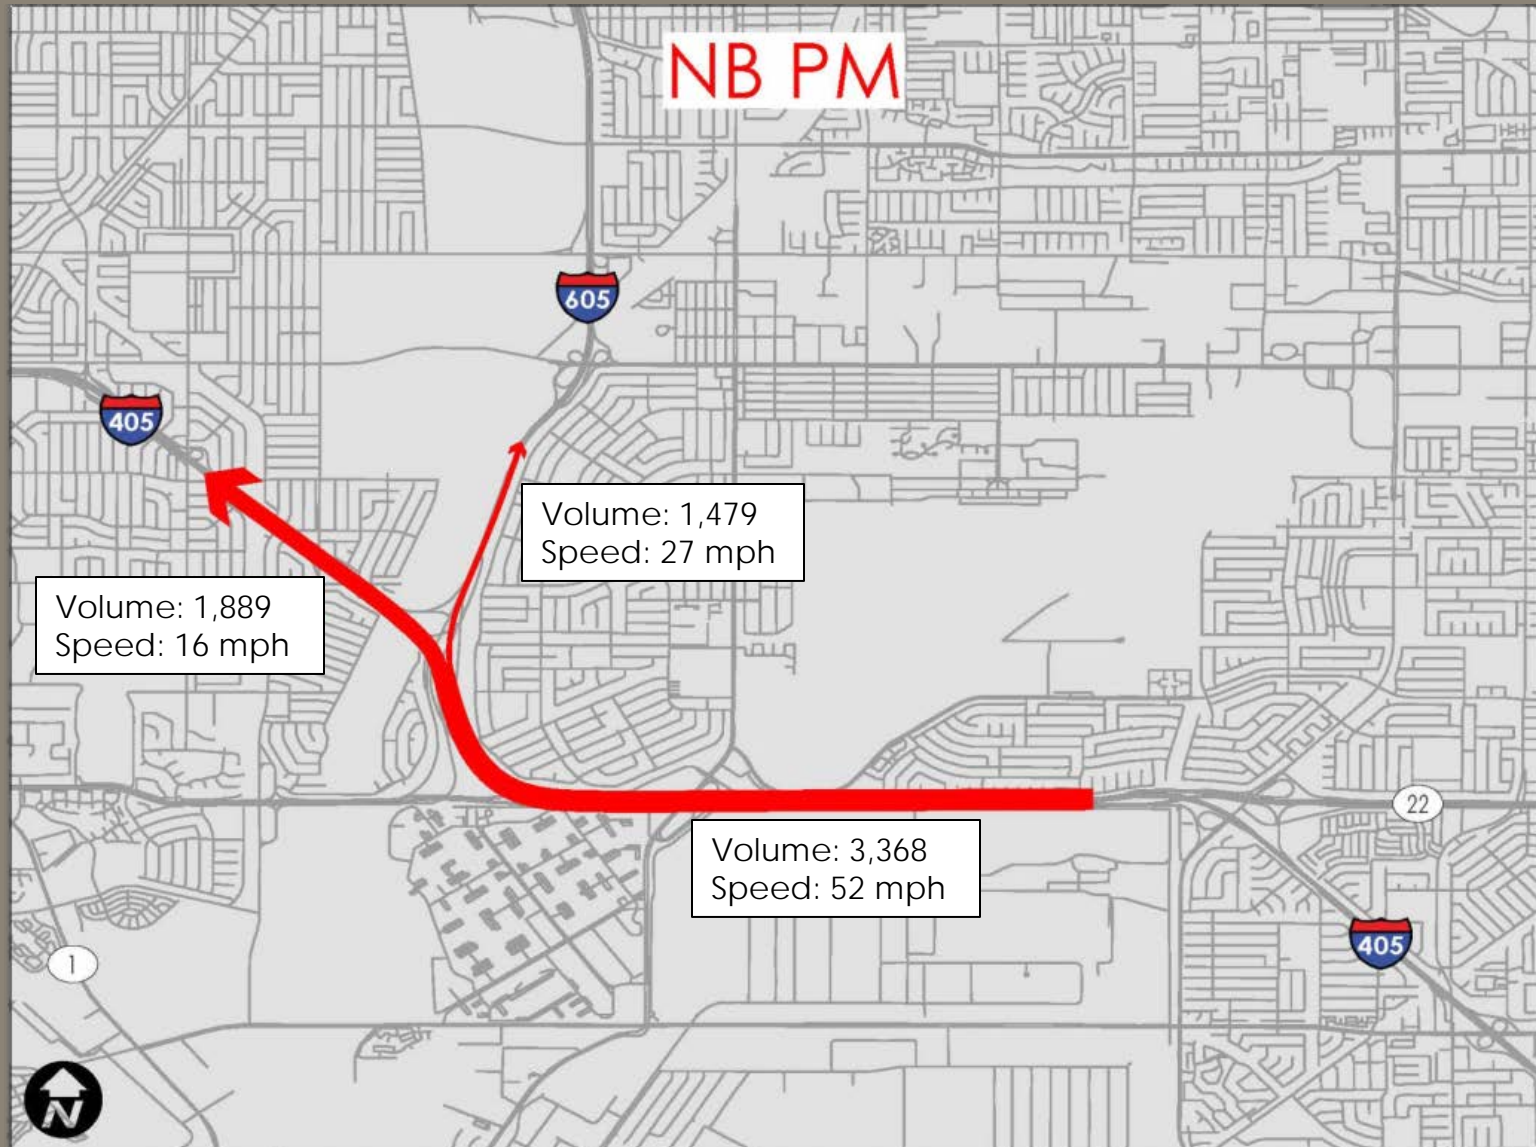 NB PM
605
405
Volume: 1,479
Speed: 27 mph
Volume: 1,889
Speed: 16 mph
22
Volume: 3,368
Speed: 52 mph
405
1
N